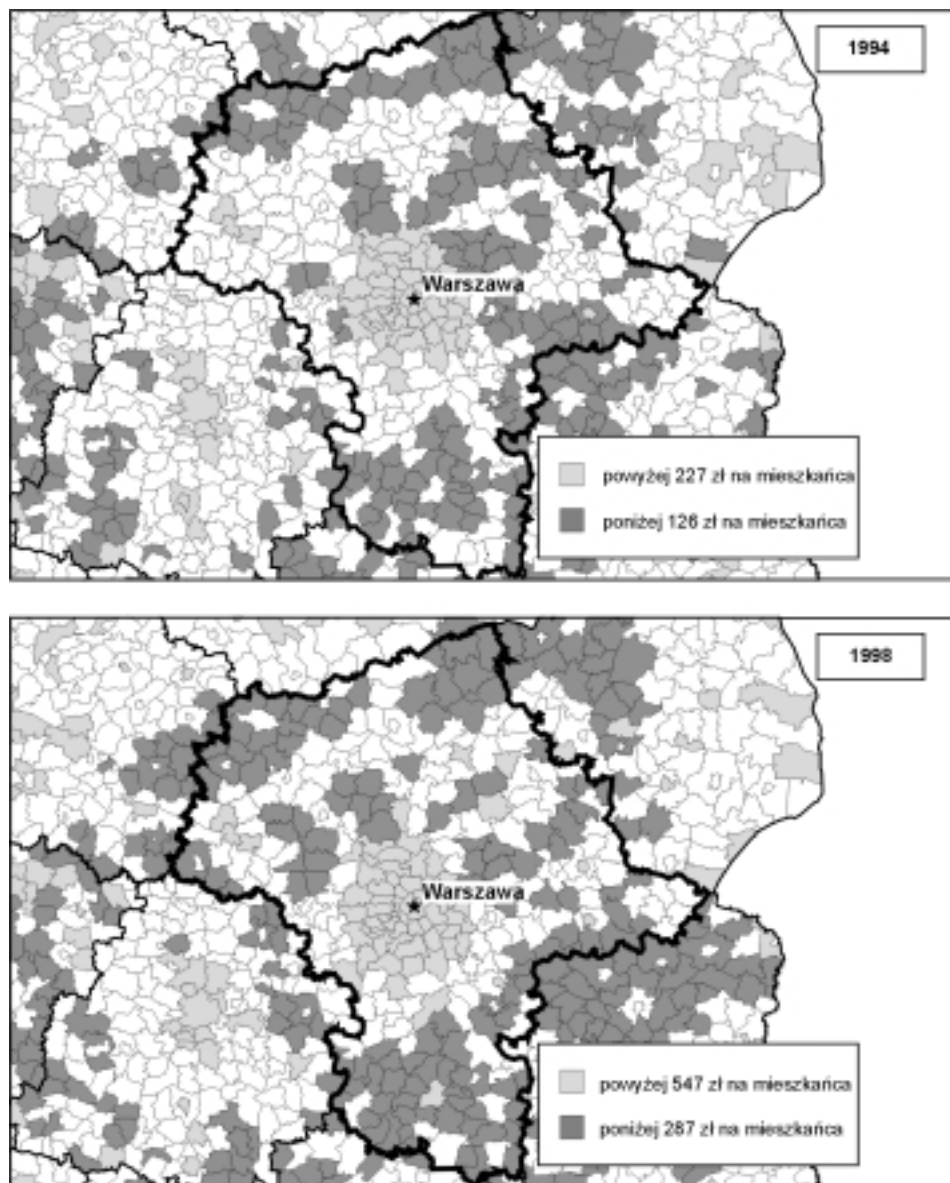 1994
Warszawa
powyżej 227 zł na mieszkańca
poniżej 126 zł na mieszkańca
1998
Warszawa
powyżej 547 zł na mieszkańca
poniżej 287 zł na mieszkańca